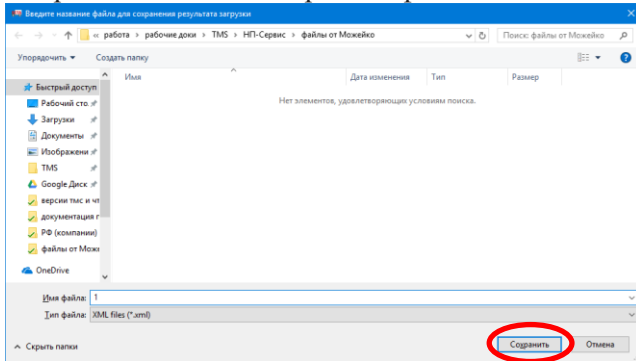 Введите название файла для сохранения результата загрузки
« работа › рабочие доки › TMS › НП-Сервис › файлы от Можейко
Поиск: файлы от Можейко
Упорядочить
Создать папку
Имя
Дата изменения
Тип
Размер
Нет элементов, удовлетворяющих условиям поиска.
Быстрый доступ
Рабочий сто
Загрузки
Документы
Изображени
TMS
Google Диск
версии тмс и чт
документация г
РФ (компании)
файлы от Може
OneDrive
Имя файла: 1
Тип файла: XML files (*.xml)
Скрыть папки
Сохранить
Отмена